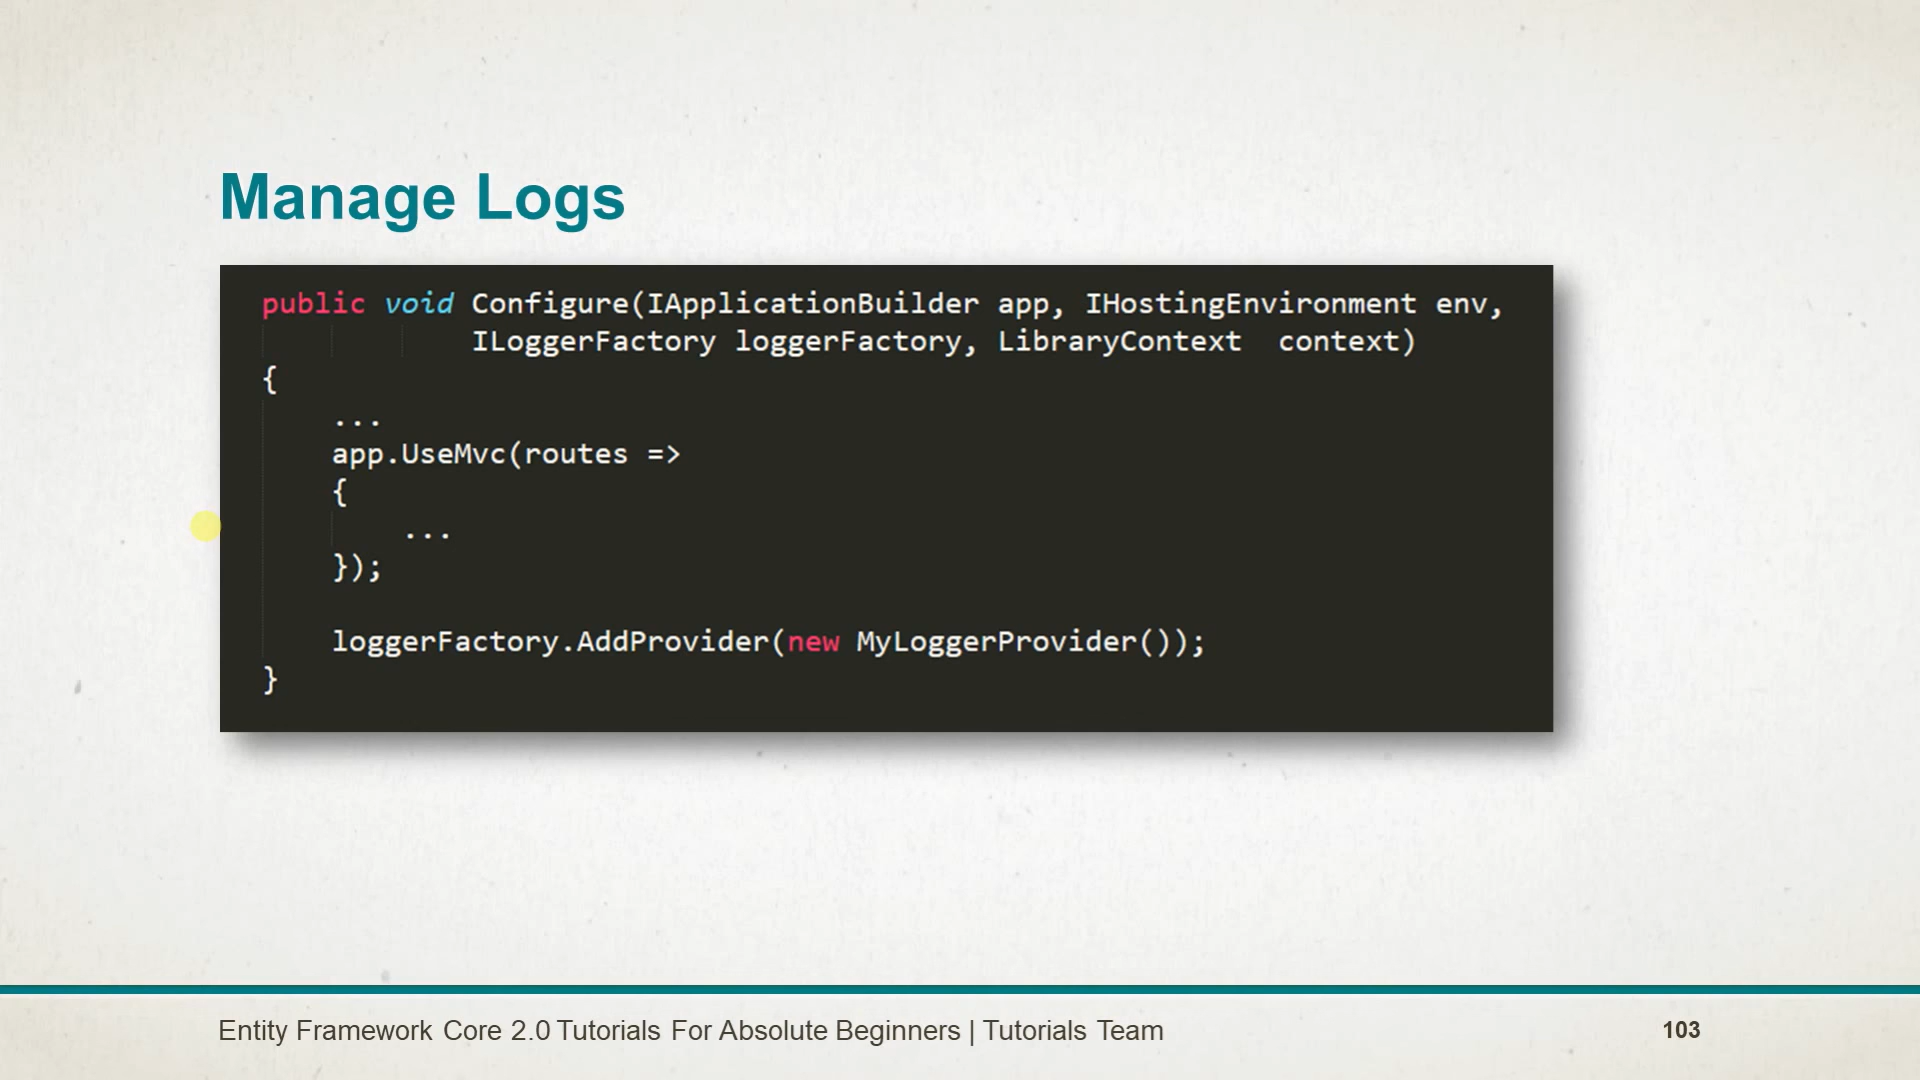 Manage Logs
public void Configure(IApplicationBuilder app, IHostingEnvironment env,
ILoggerFactory loggerFactory, LibraryContext context)
{
...
app.UseMvc(routes =>
{
...
});
loggerFactory.AddProvider(new MyLoggerProvider());
}
Entity Framework Core 2.0 Tutorials For Absolute Beginners | Tutorials Team
103